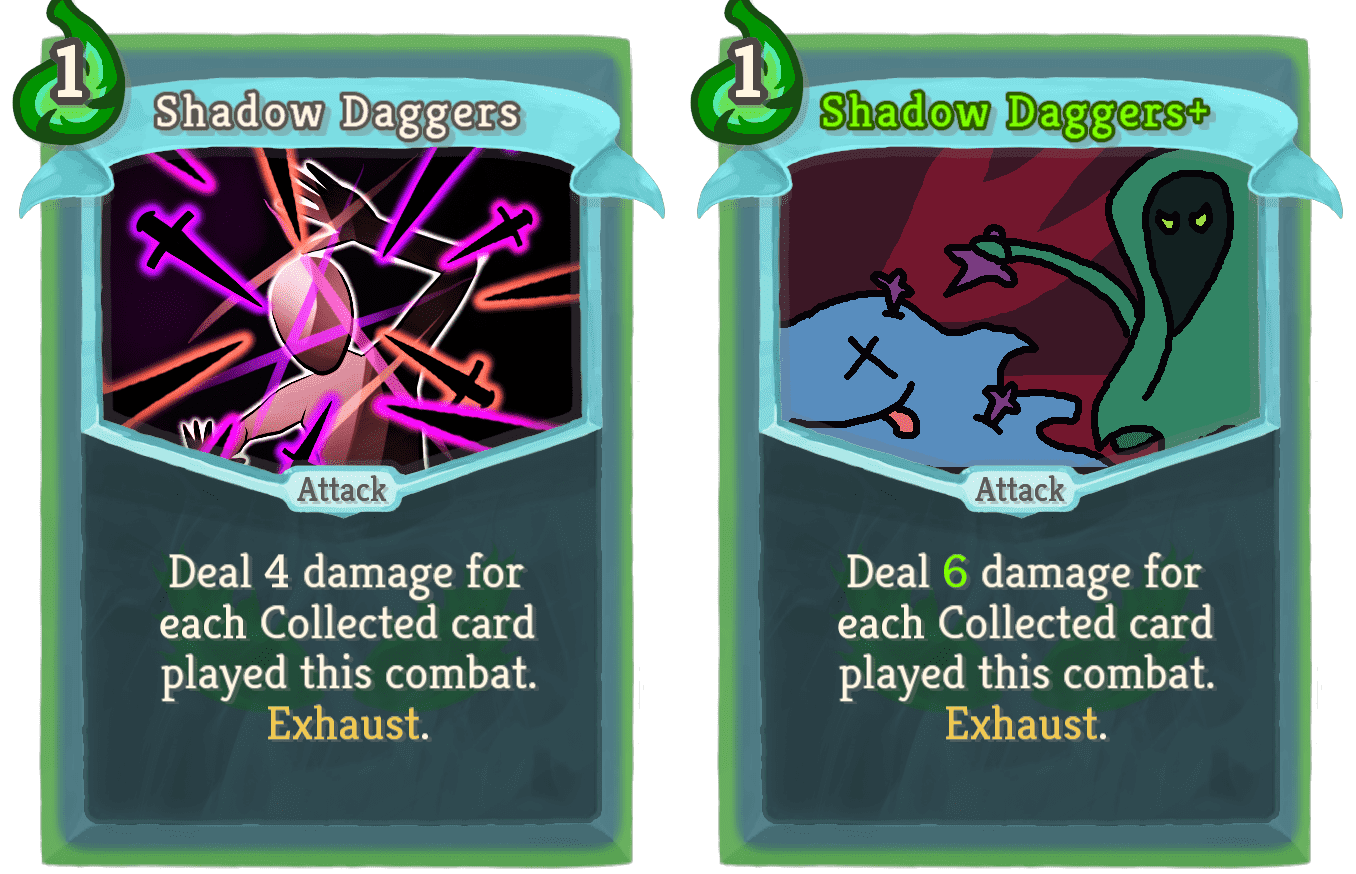 1
Shadow Daggers
Attack
Deal 4 damage for
each Collected card
played this combat.
Exhaust.
1
Shadow Daggers+
Attack
Deal 6 damage for
each Collected card
played this combat.
Exhaust.